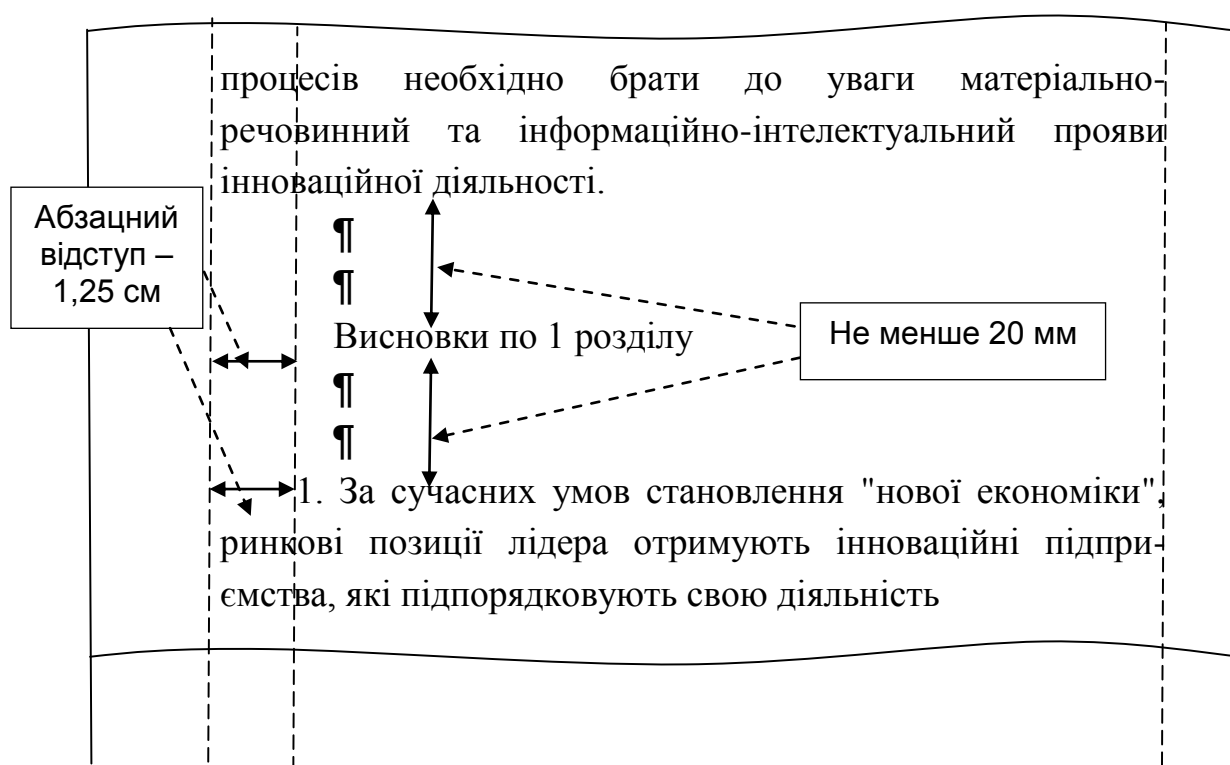 процесів необхідно брати до уваги матеріально-
речовинний та інформаційно-інтелектуальний прояви
інноваційної діяльності.
Абзацний
відступ –
1,25 см
¶
¶
Висновки по 1 розділу
Не менше 20 мм
¶
¶
1. За сучасних умов становлення "нової економіки",
ринкові позиції лідера отримують інноваційні підпри-
ємства, які підпорядковують свою діяльність